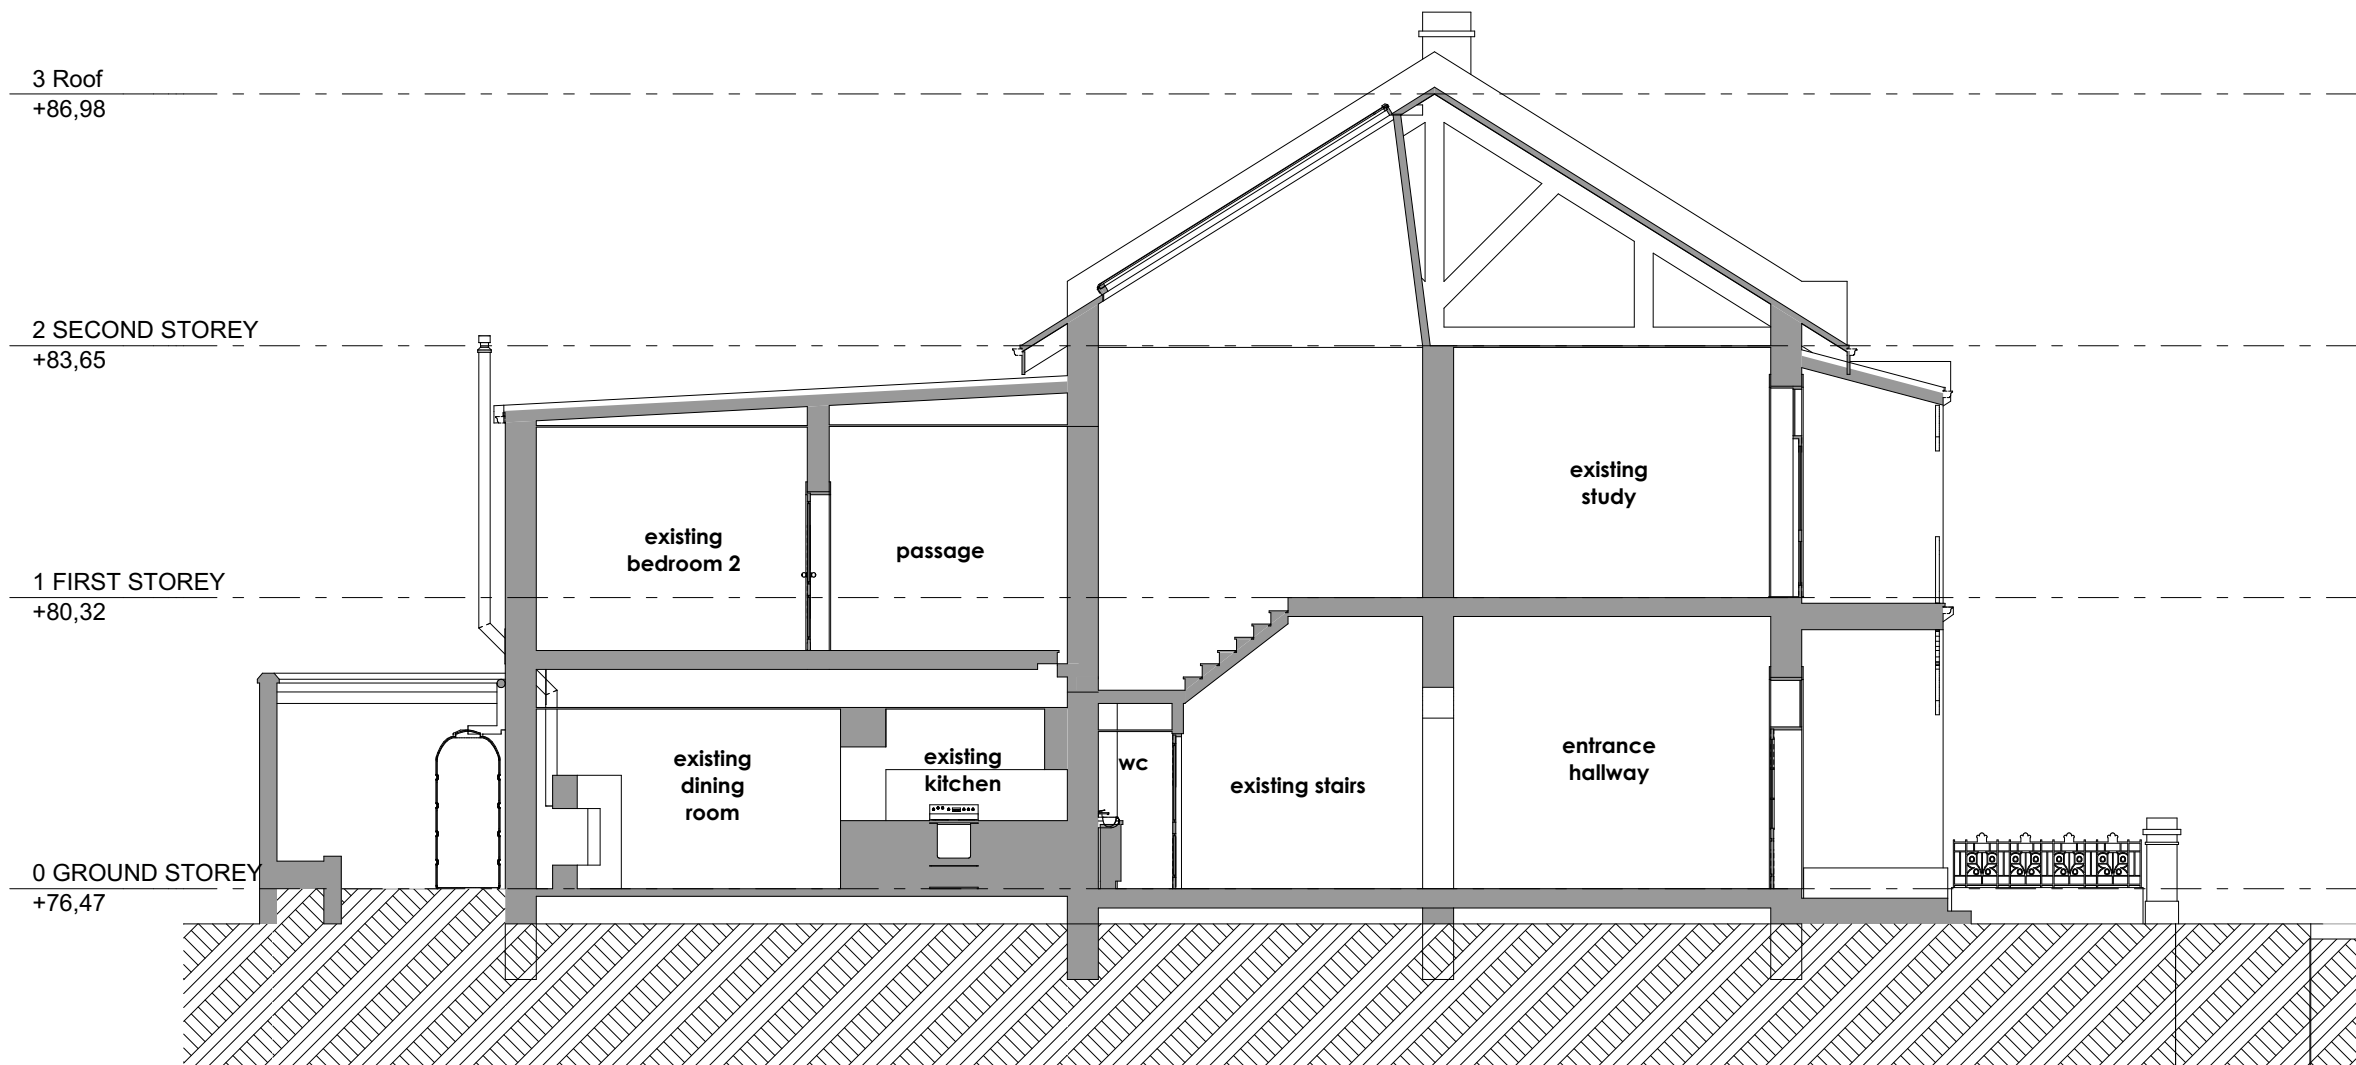 3 Roof
+86,98
2 SECOND STOREY
+83,65
1 FIRST STOREY
+80,32
0 GROUND STOREY
+76,47
existing
bedroom 2
passage
existing
study
existing
dining
room
existing
kitchen
wc
existing stairs
entrance
hallway